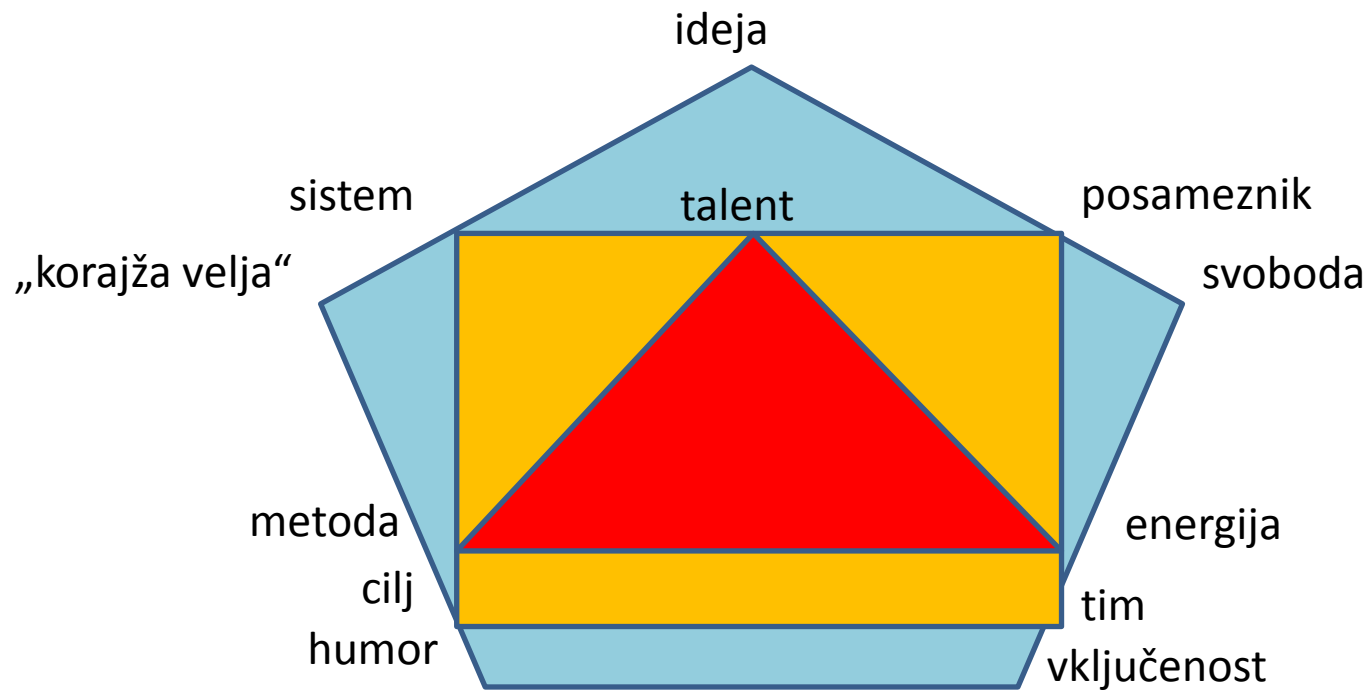 ideja
sistem
talent
posameznik
„korajža velja“
svoboda
metoda
energija
cilj
tim
humor
vključenost